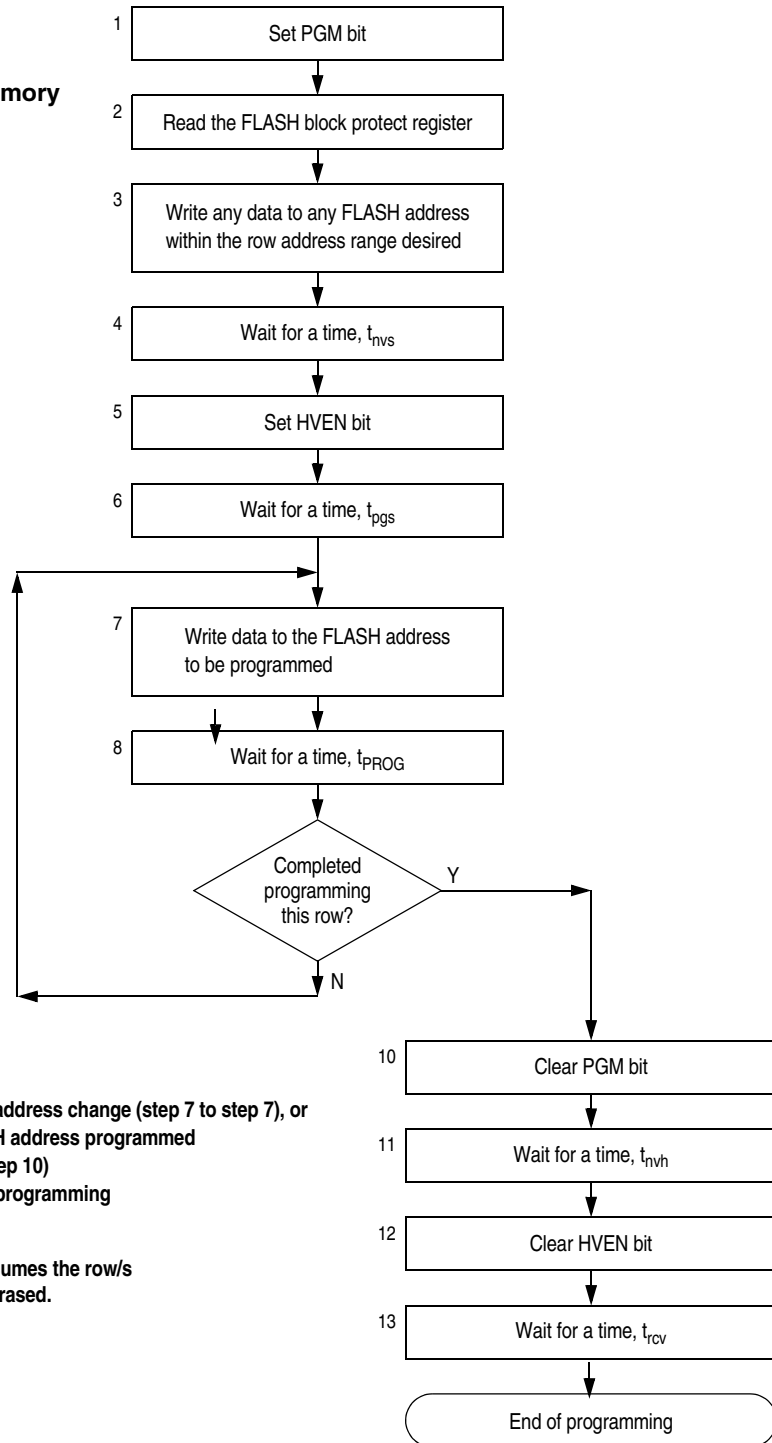 1
Set PGM bit
mory
2
Read the FLASH block protect register
3
Write any data to any FLASH address
within the row address range desired
4
Wait for a time, tnvs
5
Set HVEN bit
6
Wait for a time, tpgs
7
Write data to the FLASH address
to be programmed
8
Wait for a time, tPROG
Completed
programming
this row?
Y
N
10
Clear PGM bit
address change (step 7 to step 7), or
H address programmed
ep 10)
programming
11
Wait for a time, tnvh
12
Clear HVEN bit
umes the row/s
rased.
13
Wait for a time, trcv
End of programming